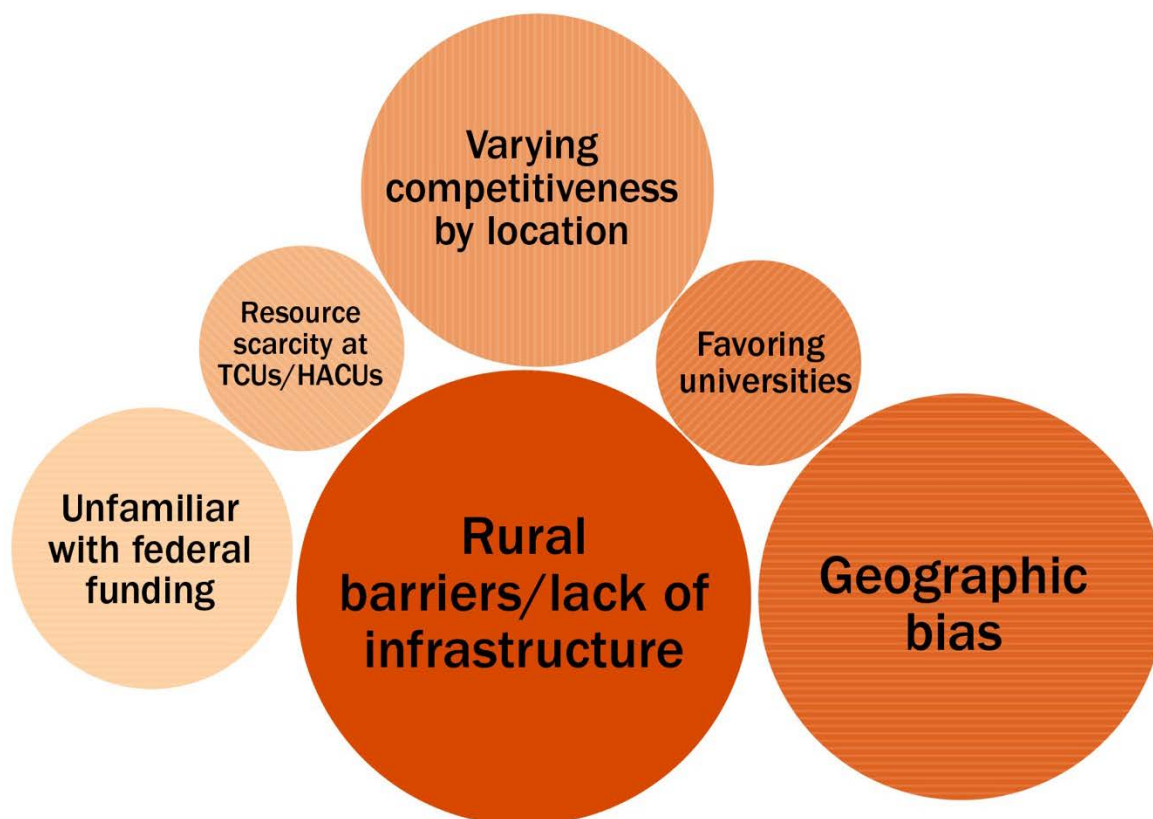 Varying
competitiveness
by location
Resource
scarcity at
TCUs/HACUs
Favoring
universities
Unfamiliar
with federal
funding
Rural
barriers/lack of
infrastructure
Geographic
bias